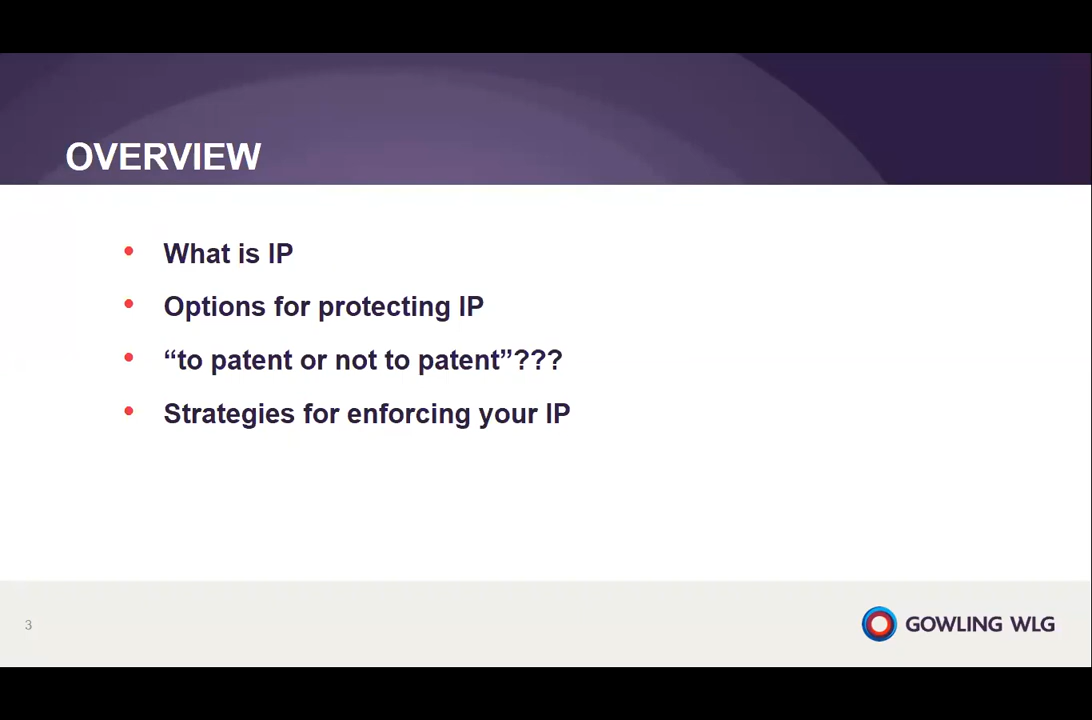 OVERVIEW
• What is IP
• Options for protecting IP
• “to patent or not to patent”???
• Strategies for enforcing your IP
3
GOWLING WLG